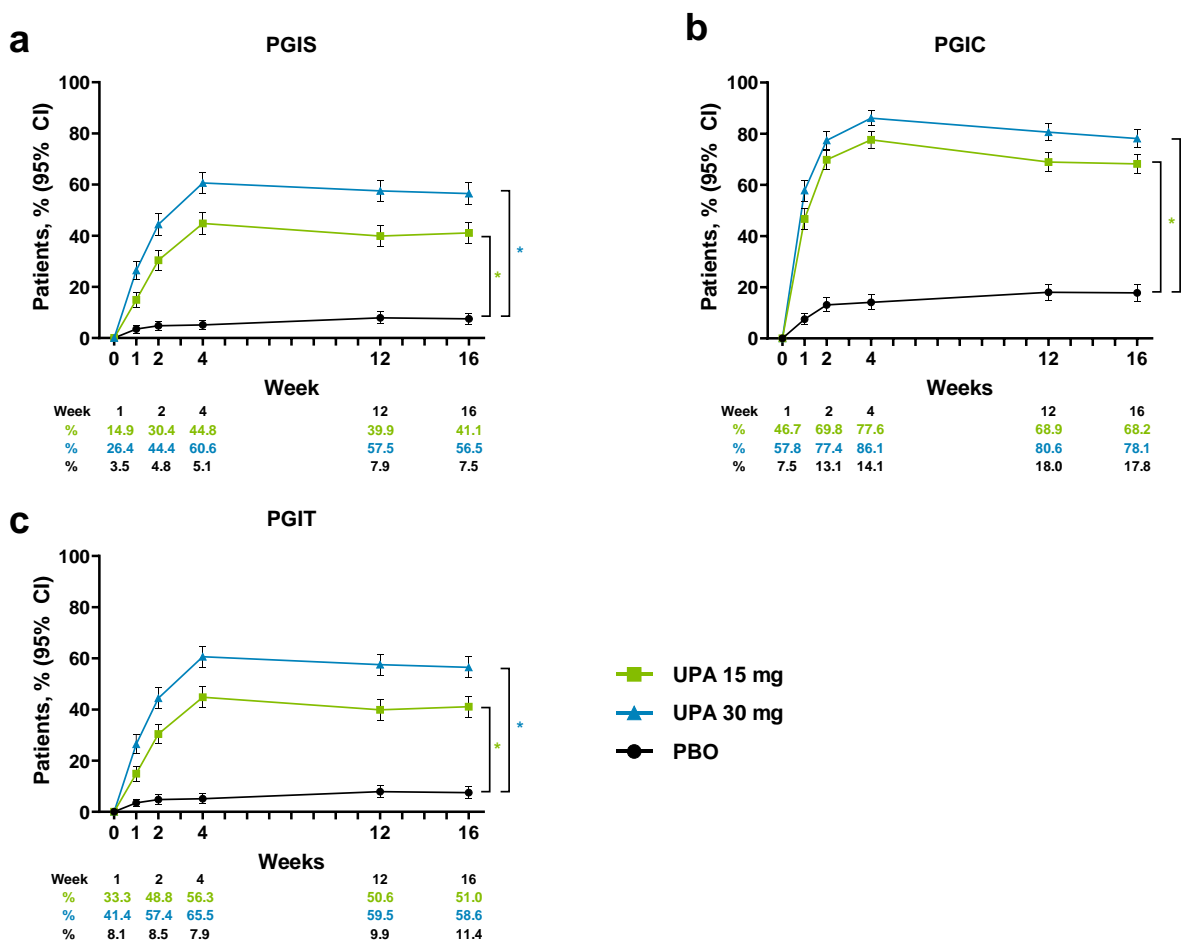 a
PGIS
Patients, % (95% CI)
100
80
60
40
20
0
0 1 2 4 12 16
Week
*
*
Week 1 2 4 12 16
% 14.9 30.4 44.8 39.9 41.1
% 26.4 44.4 60.6 57.5 56.5
% 3.5 4.8 5.1 7.9 7.5
b
PGIC
Patients, % (95% CI)
100
80
60
40
20
0
0 1 2 4 12 16
Weeks
*
Week 1 2 4 12 16
% 46.7 69.8 77.6 68.9 68.2
% 57.8 77.4 86.1 80.6 78.1
% 7.5 13.1 14.1 18.0 17.8
c
PGIT
Patients, % (95% CI)
100
80
60
40
20
0
0 1 2 4 12 16
Weeks
*
*
Week 1 2 4 12 16
% 33.3 48.8 56.3 50.6 51.0
% 41.4 57.4 65.5 59.5 58.6
% 8.1 8.5 7.9 9.9 11.4
UPA 15 mg
UPA 30 mg
PBO